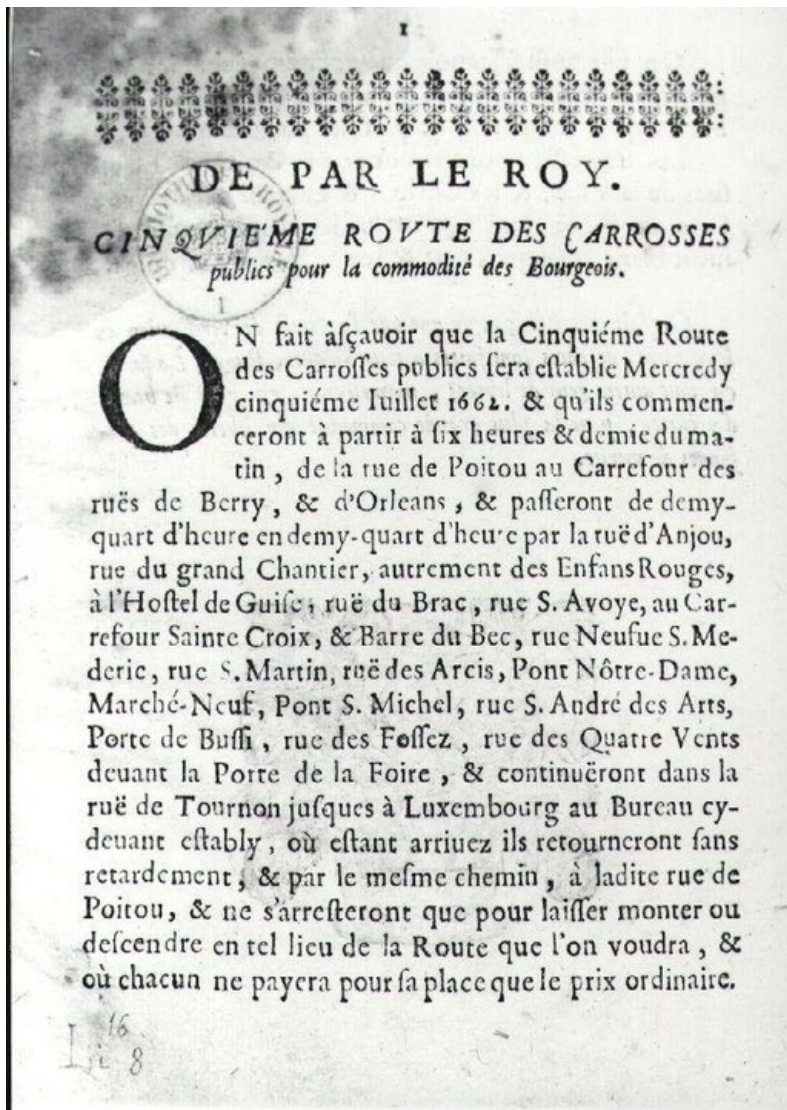 1
DE PAR LE ROY.
CINQVIE'ME ROVTE DES CARROSSES
publics pour la commodité des Bourgeois.
ON fait àſçauoir que la Cinquiéme Route
des Carroſſes publics ſera eſtablie Mercredy
cinquiéme Iuillet 1662. & qu'ils commen-
ceront à partir à ſix heures & demie du ma-
tin, de la rue de Poitou au Carrefour des
ruës de Berry, & d'Orleans, & paſſeront de demy-
quart d'heure en demy-quart d'heure par la ruë d'Anjou,
rue du grand Chantier, autrement des Enfans Rouges,
à l'Hoſtel de Guiſe, ruë du Brac, rue S. Avoye, au Car-
refour Sainte Croix, & Barre du Bec, rue Neufue S. Me-
deric, rue S. Martin, ruë des Arcis, Pont Nôtre-Dame,
Marché-Neuf, Pont S. Michel, rue S. André des Arts,
Porte de Buſſi, rue des Foſſez, rue des Quatre Vents
deuant la Porte de la Foire, & continuëront dans la
ruë de Tournon juſques à Luxembourg au Bureau cy-
deuant eſtably, où eſtant arriuez ils retourneront ſans
retardement, & par le meſme chemin, à ladite rue de
Poitou, & ne s'arreſteront que pour laiſſer monter ou
deſcendre en tel lieu de la Route que l'on voudra, &
où chacun ne payera pour ſa place que le prix ordinaire.
16
8